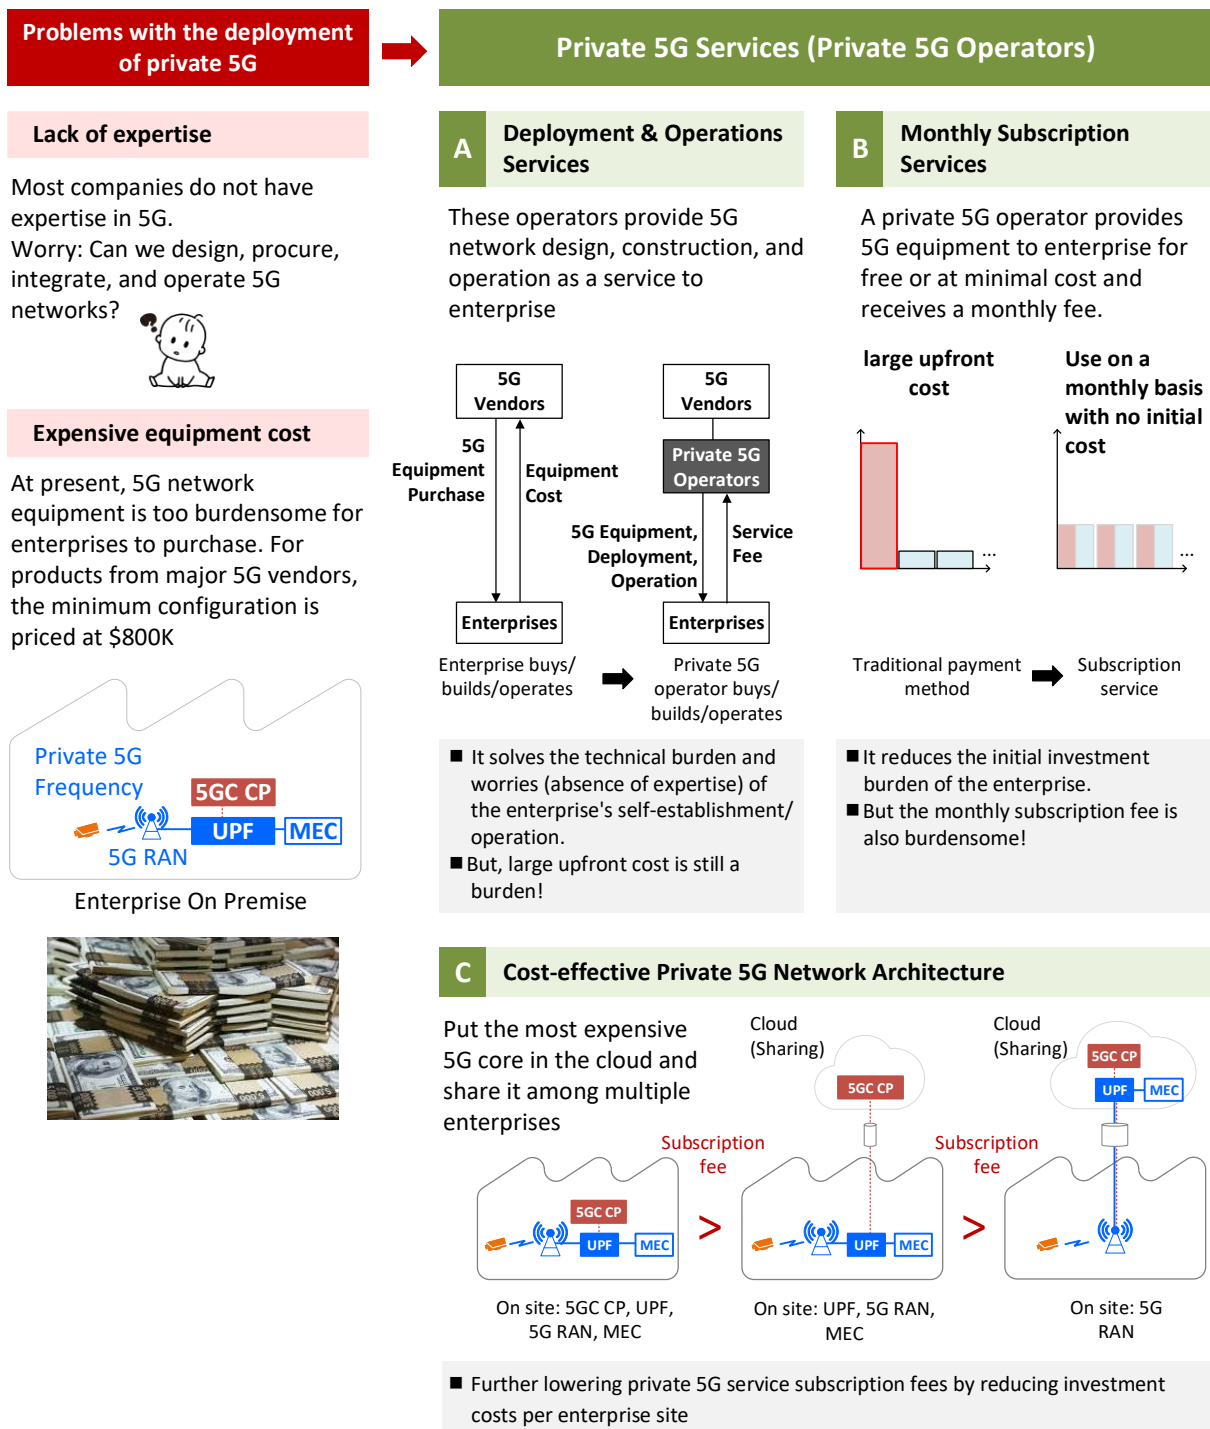 Problems with the deployment
of private 5G
Private 5G Services (Private 5G Operators)
Lack of expertise
Most companies do not have
expertise in 5G.
Worry: Can we design, procure,
integrate, and operate 5G
networks?
Expensive equipment cost
At present, 5G network
equipment is too burdensome for
enterprises to purchase. For
products from major 5G vendors,
the minimum configuration is
priced at $800K
Private 5G
Frequency
5GC CP
UPF
MEC
5G RAN
Enterprise On Premise
A
Deployment & Operations
Services
These operators provide 5G
network design, construction, and
operation as a service to
enterprise
5G
Vendors
5G
Equipment
Purchase
Equipment
Cost
Enterprises
Enterprise buys/
builds/operates
5G
Vendors
Private 5G
Operators
5G Equipment,
Deployment,
Operation
Service
Fee
Enterprises
Private 5G
operator buys/
builds/operates
■ It solves the technical burden and
worries (absence of expertise) of
the enterprise's self-establishment/
operation.
■ But, large upfront cost is still a
burden!
B
Monthly Subscription
Services
A private 5G operator provides
5G equipment to enterprise for
free or at minimal cost and
receives a monthly fee.
large upfront
cost
...
Use on a
monthly basis
with no initial
cost
...
Traditional payment
method
Subscription
service
■ It reduces the initial investment
burden of the enterprise.
■ But the monthly subscription fee is
also burdensome!
C
Cost-effective Private 5G Network Architecture
Put the most expensive
5G core in the cloud and
share it among multiple
enterprises
5GC CP
UPF
MEC
On site: 5GC CP, UPF,
5G RAN, MEC
Subscription
fee
>
Cloud
(Sharing)
5GC CP
UPF
MEC
On site: UPF, 5G RAN,
MEC
Subscription
fee
>
Cloud
(Sharing)
5GC CP
UPF
MEC
On site: 5G
RAN
■ Further lowering private 5G service subscription fees by reducing investment
costs per enterprise site